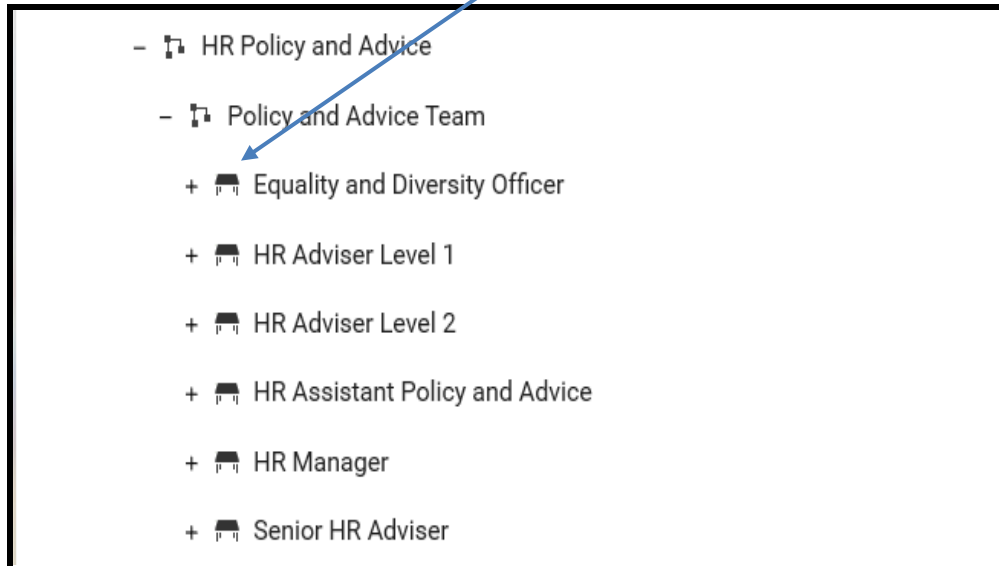 – HR Policy and Advice
– Policy and Advice Team
+ Equality and Diversity Officer
+ HR Adviser Level 1
+ HR Adviser Level 2
+ HR Assistant Policy and Advice
+ HR Manager
+ Senior HR Adviser